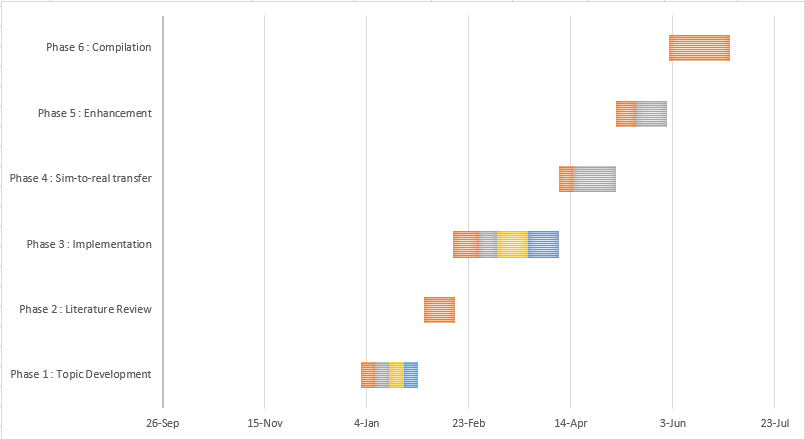 Phase 6 : Compilation
Phase 5 : Enhancement
Phase 4 : Sim-to-real transfer
Phase 3 : Implementation
Phase 2 : Literature Review
Phase 1 : Topic Development
26-Sep 15-Nov 4-Jan 23-Feb 14-Apr 3-Jun 23-Jul